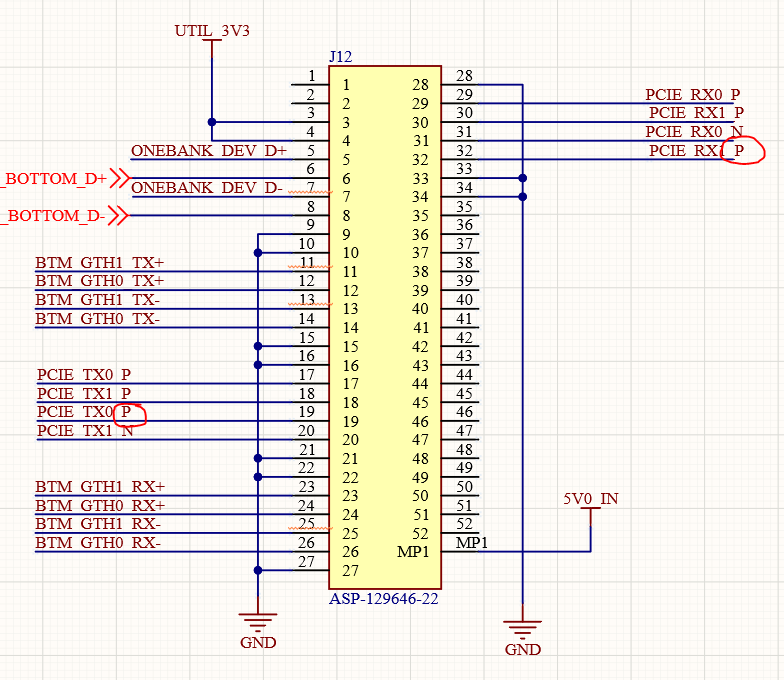 UTIL_3V3
J12
1 1 28 28
2 2 29 29 PCIE_RX0_P
3 3 30 30 PCIE_RX1_P
4 4 31 31 PCIE_RX0_N
ONEBANK_DEV_D+ 5 5 32 32 PCIE_RX1_P
_BOTTOM_D+ 6 6 33 33
ONEBANK_DEV_D- 7 7 34 34
_BOTTOM_D- 8 8 35 35
9 9 36 36
10 10 37 37
BTM_GTH1_TX+ 11 11 38 38
BTM_GTH0_TX+ 12 12 39 39
BTM_GTH1_TX- 13 13 40 40
BTM_GTH0_TX- 14 14 41 41
15 15 42 42
16 16 43 43
PCIE_TX0_P 17 17 44 44
PCIE_TX1_P 18 18 45 45
PCIE_TX0_P 19 19 46 46
PCIE_TX1_N 20 20 47 47
21 21 48 48
22 22 49 49
BTM_GTH1_RX+ 23 23 50 50
BTM_GTH0_RX+ 24 24 51 51
BTM_GTH1_RX- 25 25 52 52
BTM_GTH0_RX- 26 26 MP1 MP1
5V0_IN
27 27
ASP-129646-22
GND
GND